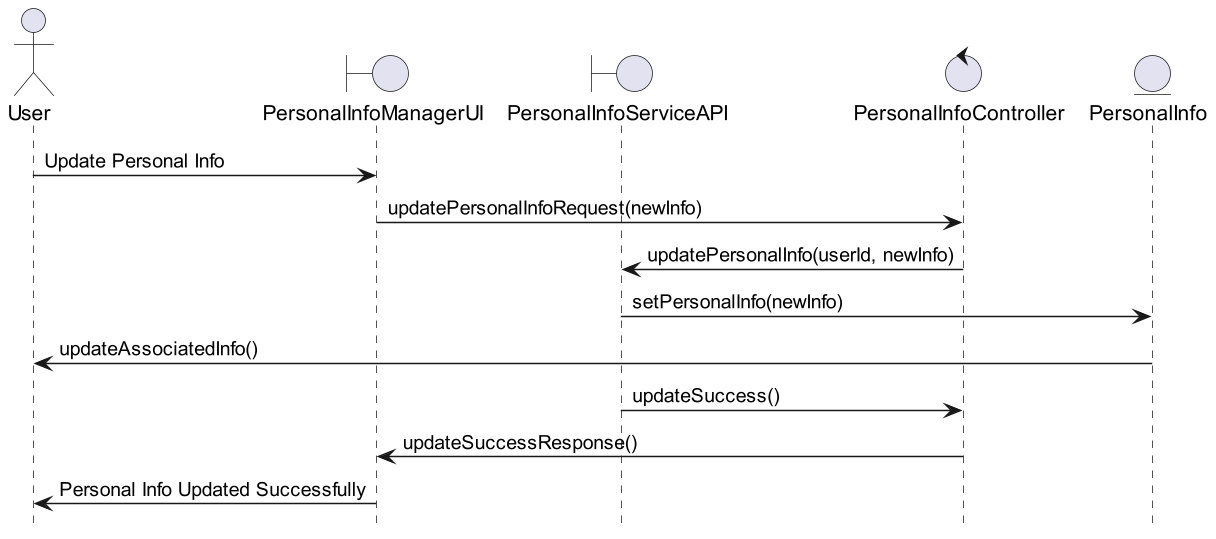 User
PersonalInfoManagerUI
PersonalInfoServiceAPI
PersonalInfoController
PersonalInfo
Update Personal Info
updatePersonalInfoRequest(newInfo)
updatePersonalInfo(userId, newInfo)
setPersonalInfo(newInfo)
updateAssociatedInfo()
updateSuccess()
updateSuccessResponse()
Personal Info Updated Successfully